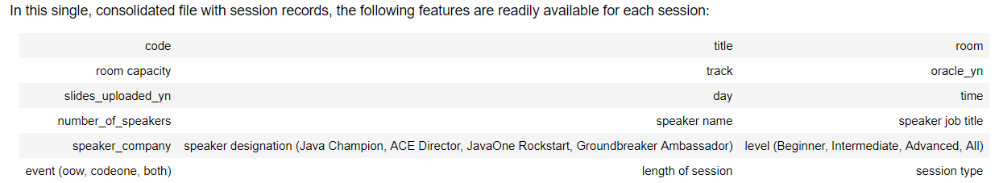 In this single, consolidated file with session records, the following features are readily available for each session:
code title room
room capacity track oracle_yn
slides_uploaded_yn day time
number_of_speakers speaker name speaker job title
speaker_company speaker designation (Java Champion, ACE Director, JavaOne Rockstart, Groundbreaker Ambassador) level (Beginner, Intermediate, Advanced, All)
event (oow, codeone, both) length of session session type